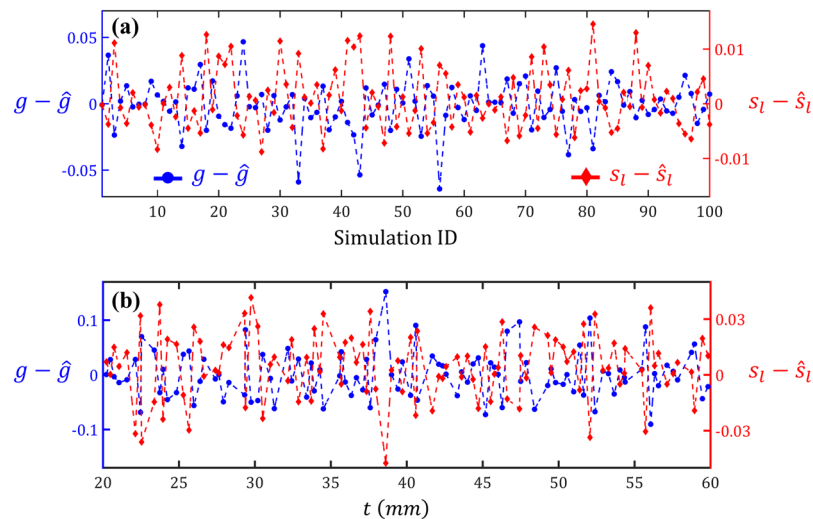 (a)
0.05
0
-0.05
g − ĝ
0.01
0
-0.01
s_l − ŝ_l
g − ĝ
s_l − ŝ_l
10 20 30 40 50 60 70 80 90 100
Simulation ID
(b)
0.1
0
-0.1
g − ĝ
0.03
0
-0.03
s_l − ŝ_l
20 25 30 35 40 45 50 55 60
t (mm)